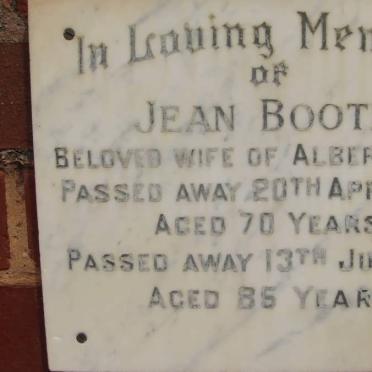 In Loving Mem
of
JEAN BOOT
BELOVED WIFE OF ALBER
PASSED AWAY 20TH APR
AGED 70 YEARS
PASSED AWAY 13TH JU
AGED 85 YEAR